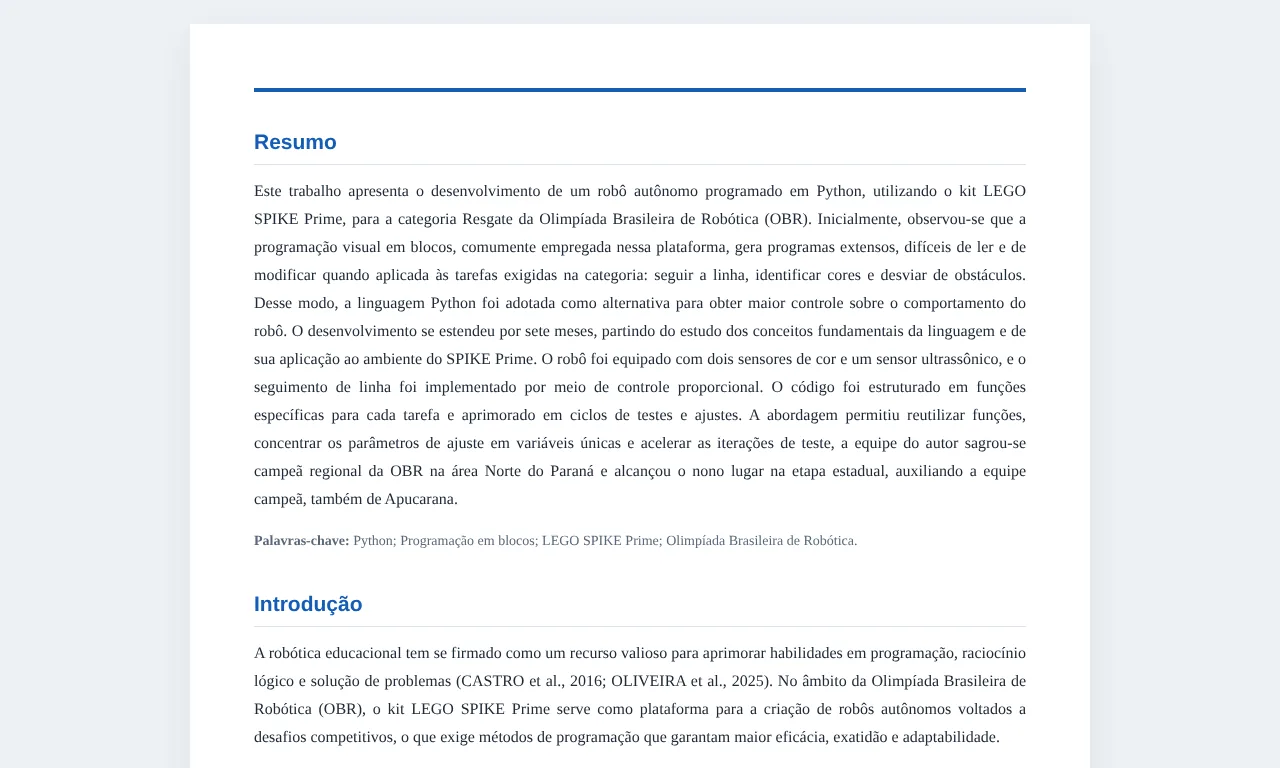 Resumo
Este trabalho apresenta o desenvolvimento de um robô autônomo programado em Python, utilizando o kit LEGO
SPIKE Prime, para a categoria Resgate da Olimpíada Brasileira de Robótica (OBR). Inicialmente, observou-se que a
programação visual em blocos, comumente empregada nessa plataforma, gera programas extensos, difíceis de ler e de
modificar quando aplicada às tarefas exigidas na categoria: seguir a linha, identificar cores e desviar de obstáculos.
Desse modo, a linguagem Python foi adotada como alternativa para obter maior controle sobre o comportamento do
robô. O desenvolvimento se estendeu por sete meses, partindo do estudo dos conceitos fundamentais da linguagem e de
sua aplicação ao ambiente do SPIKE Prime. O robô foi equipado com dois sensores de cor e um sensor ultrassônico, e o
seguimento de linha foi implementado por meio de controle proporcional. O código foi estruturado em funções
específicas para cada tarefa e aprimorado em ciclos de testes e ajustes. A abordagem permitiu reutilizar funções,
concentrar os parâmetros de ajuste em variáveis únicas e acelerar as iterações de teste, a equipe do autor sagrou-se
campeã regional da OBR na área Norte do Paraná e alcançou o nono lugar na etapa estadual, auxiliando a equipe
campeã, também de Apucarana.
Palavras-chave: Python; Programação em blocos; LEGO SPIKE Prime; Olimpíada Brasileira de Robótica.
Introdução
A robótica educacional tem se firmado como um recurso valioso para aprimorar habilidades em programação, raciocínio
lógico e solução de problemas (CASTRO et al., 2016; OLIVEIRA et al., 2025). No âmbito da Olimpíada Brasileira de
Robótica (OBR), o kit LEGO SPIKE Prime serve como plataforma para a criação de robôs autônomos voltados a
desafios competitivos, o que exige métodos de programação que garantam maior eficácia, exatidão e adaptabilidade.